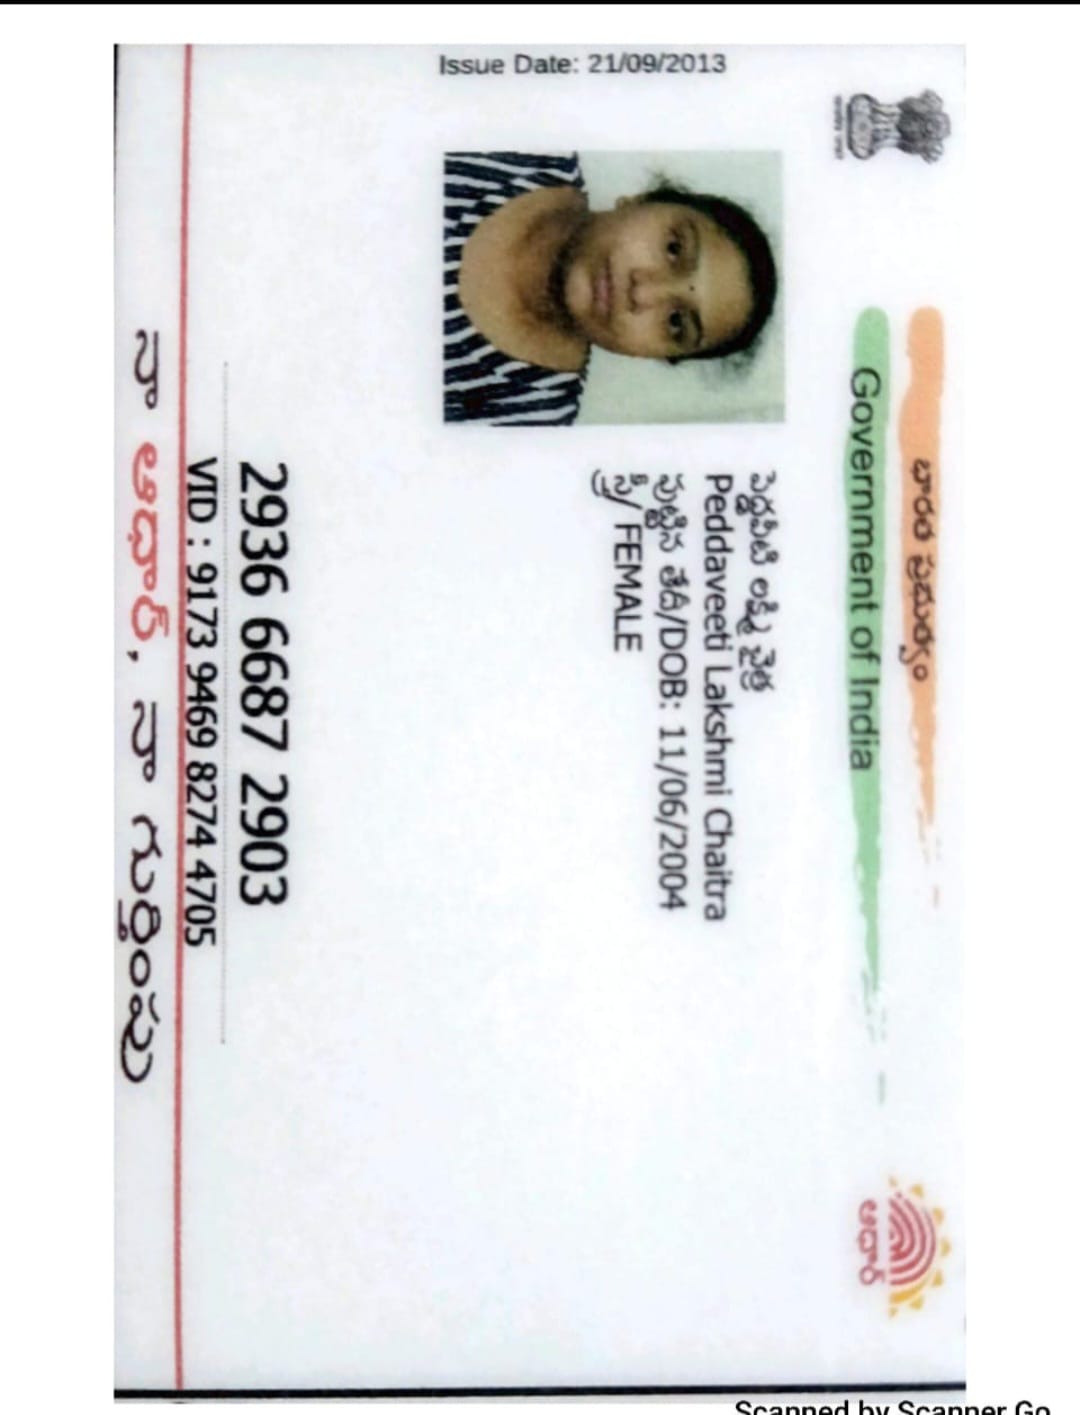 Issue Date: 21/09/2013
భారత ప్రభుత్వం
Government of India
ఆధార్
పెద్దవీటి లక్ష్మి చైత్ర
Peddaveeti Lakshmi Chaitra
పుట్టిన తేదీ/DOB: 11/06/2004
స్త్రీ/ FEMALE
2936 6687 2903
VID : 9173 9469 8274 4705
నా ఆధార్, నా గుర్తింపు
Scanned by Scanner Go